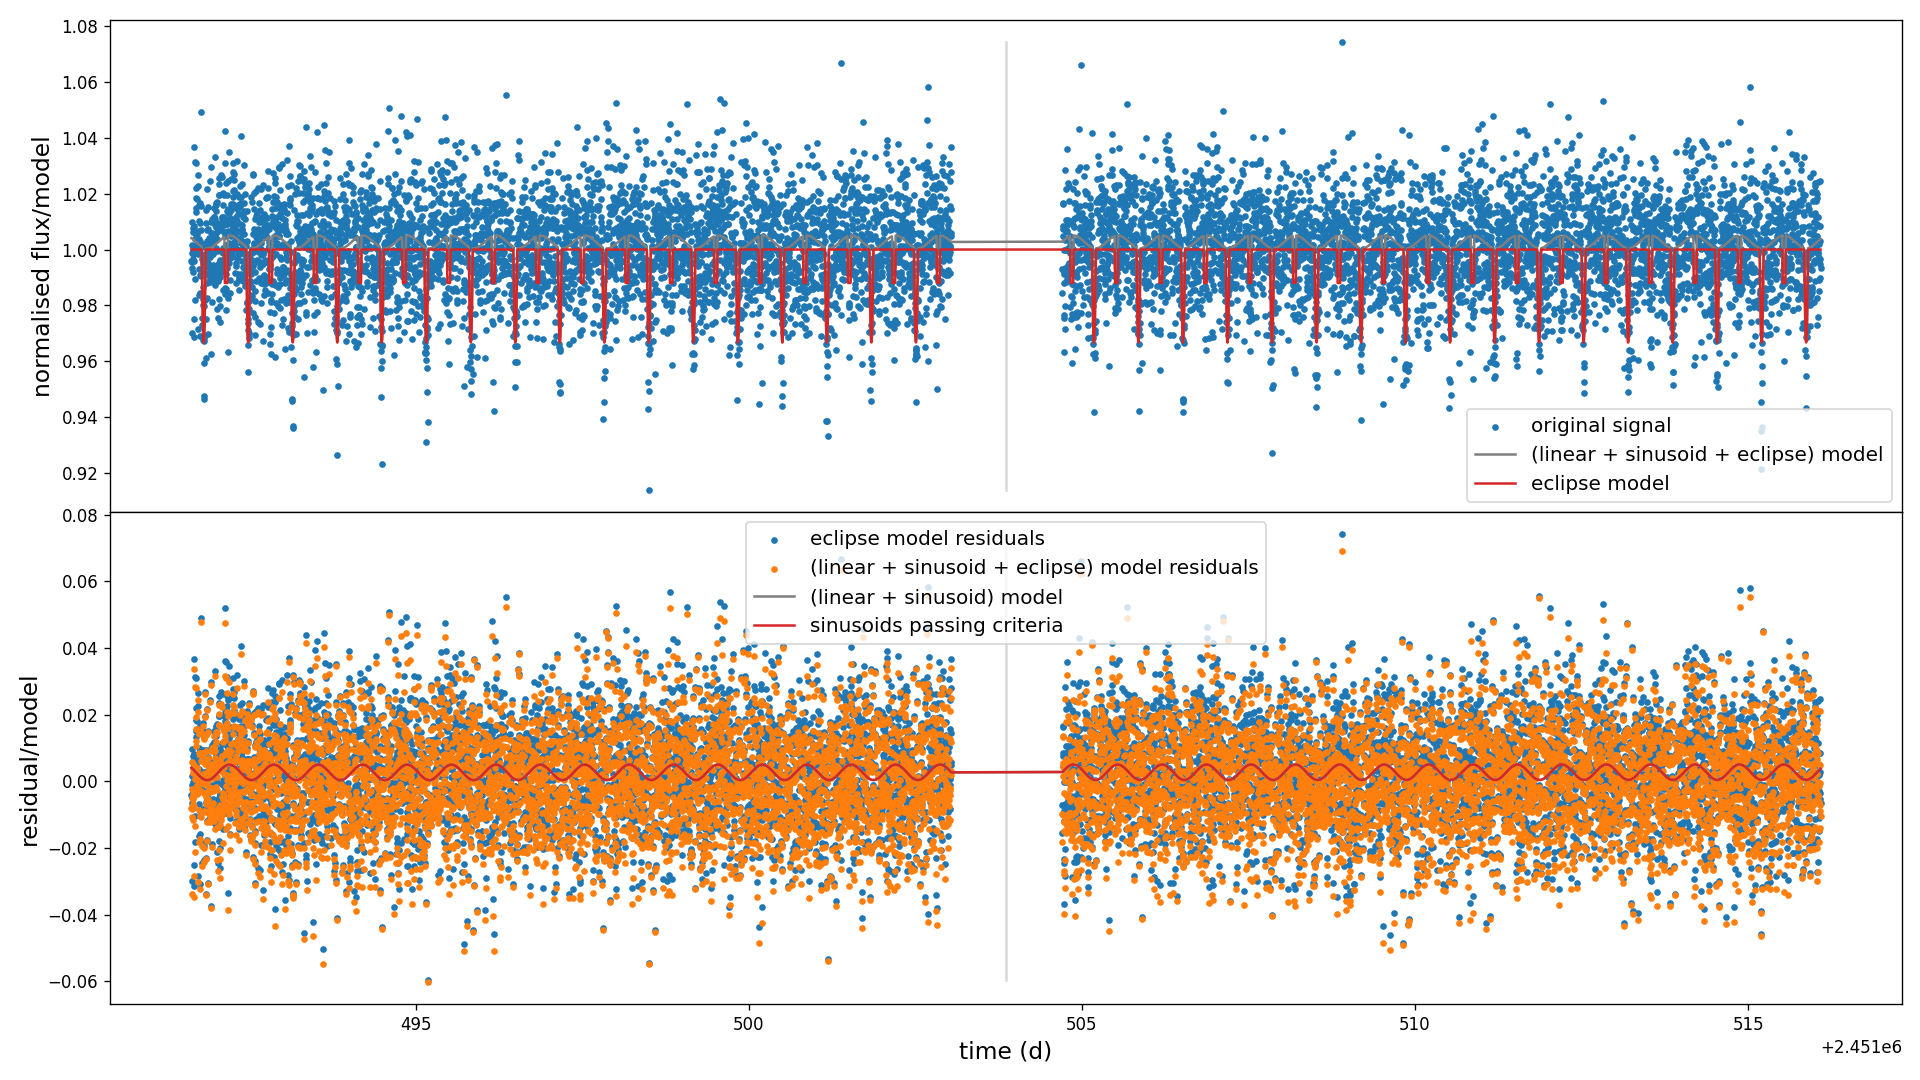 1.08
1.06
1.04
1.02
1.00
0.98
0.96
0.94
0.92
normalised flux/model
original signal
(linear + sinusoid + eclipse) model
eclipse model
0.08
0.06
0.04
0.02
0.00
−0.02
−0.04
−0.06
residual/model
eclipse model residuals
(linear + sinusoid + eclipse) model residuals
(linear + sinusoid) model
sinusoids passing criteria
495 500 505 510 515
time (d)
+2.451e6